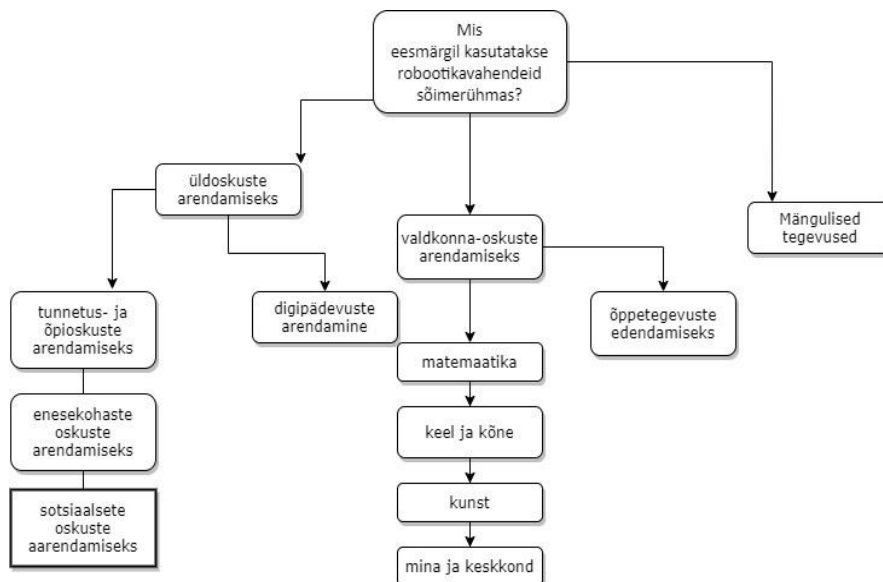 Mis
eesmärgil kasutatakse
robootikavahendeid
sõimerühmas?
üldoskuste
arendamiseks
Mängulised
tegevused
valdkonna-oskuste
arendamiseks
tunnetus- ja
õpioskuste
arendamiseks
digipädevuste
arendamine
õppetegevuste
edendamiseks
matemaatika
enesekohaste
oskuste
arendamiseks
keel ja kõne
sotsiaalsete
oskuste
aarendamiseks
kunst
mina ja keskkond